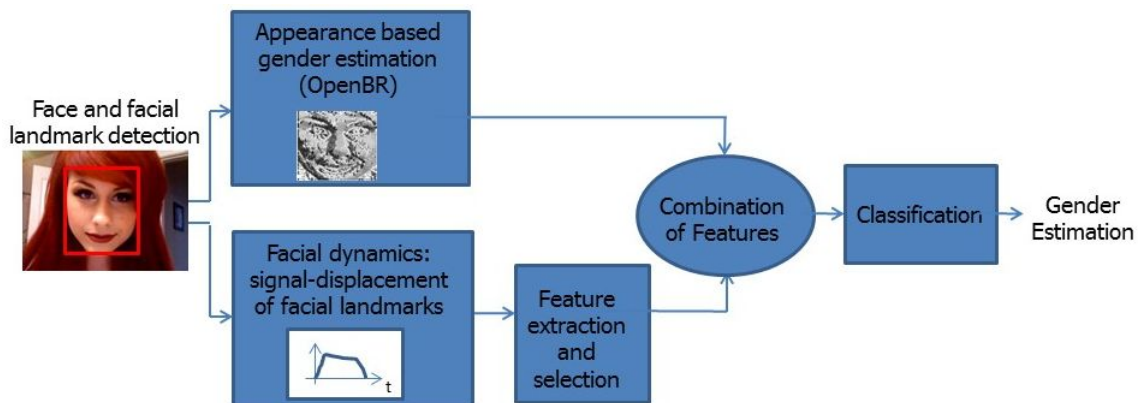 Face and facial
landmark detection
Appearance based
gender estimation
(OpenBR)
Facial dynamics:
signal-displacement
of facial landmarks
t
Feature
extraction
and
selection
Combination
of Features
Classification
Gender
Estimation